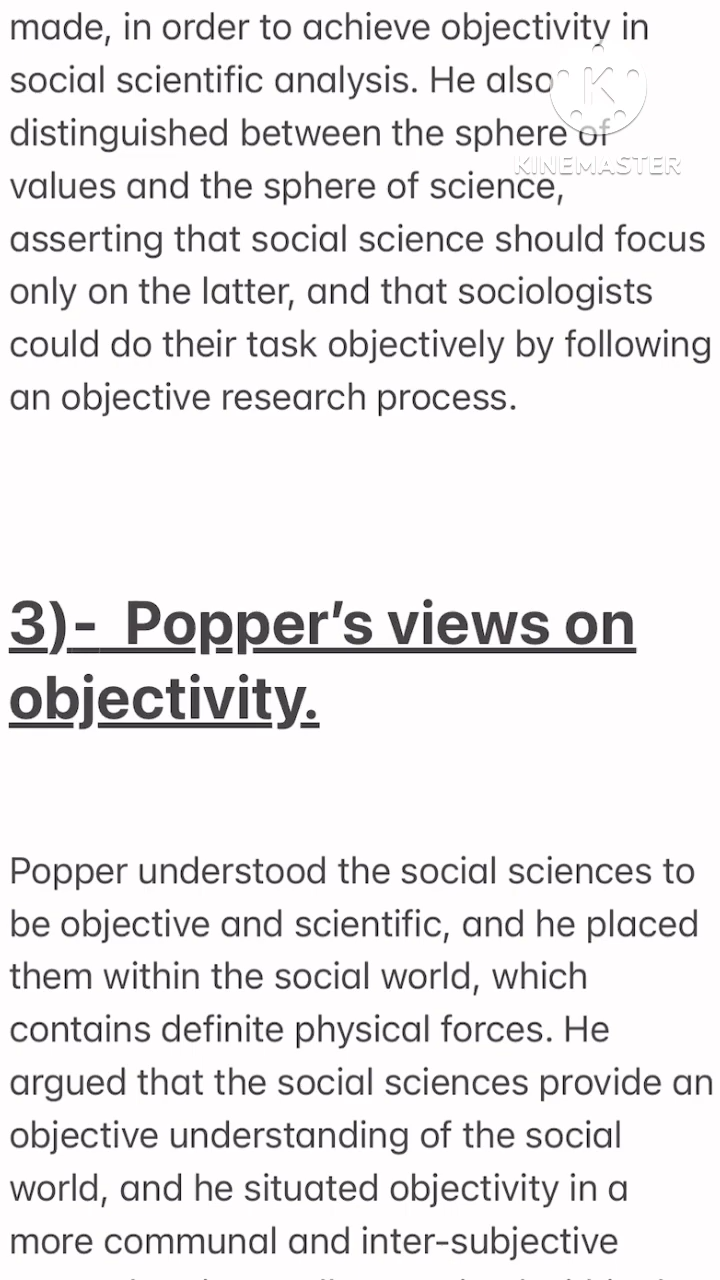 made, in order to achieve objectivity in
social scientific analysis. He also
distinguished between the sphere of
KINEMASTER
values and the sphere of science,
asserting that social science should focus
only on the latter, and that sociologists
could do their task objectively by following
an objective research process.
3)- Popper’s views on
objectivity.
Popper understood the social sciences to
be objective and scientific, and he placed
them within the social world, which
contains definite physical forces. He
argued that the social sciences provide an
objective understanding of the social
world, and he situated objectivity in a
more communal and inter-subjective